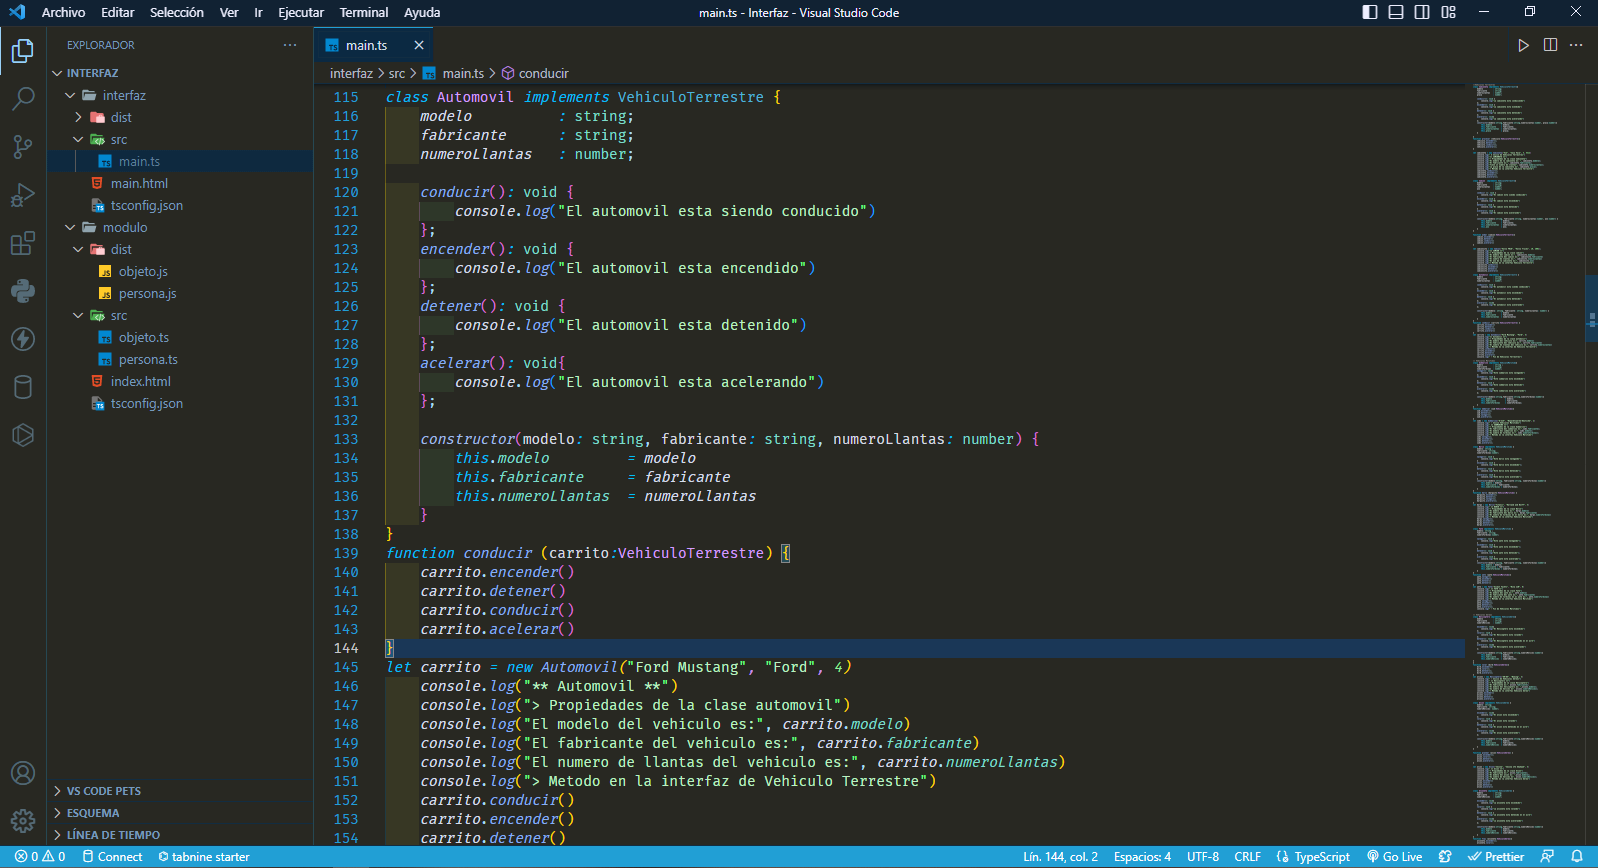 Archivo Editar Selección Ver Ir Ejecutar Terminal Ayuda
main.ts - Interfaz - Visual Studio Code
EXPLORADOR
INTERFAZ
interfaz
dist
src
main.ts
main.html
tsconfig.json
modulo
dist
objeto.js
persona.js
src
objeto.ts
persona.ts
index.html
tsconfig.json
VS CODE PETS
ESQUEMA
LÍNEA DE TIEMPO
main.ts
interfaz > src > main.ts > conducir
115 class Automovil implements VehiculoTerrestre {
116 modelo : string;
117 fabricante : string;
118 numeroLlantas : number;
119
120 conducir(): void {
121 console.log("El automovil esta siendo conducido")
122 };
123 encender(): void {
124 console.log("El automovil esta encendido")
125 };
126 detener(): void {
127 console.log("El automovil esta detenido")
128 };
129 acelerar(): void{
130 console.log("El automovil esta acelerando")
131 };
132
133 constructor(modelo: string, fabricante: string, numeroLlantas: number) {
134 this.modelo = modelo
135 this.fabricante = fabricante
136 this.numeroLlantas = numeroLlantas
137 }
138 }
139 function conducir (carrito:VehiculoTerrestre) {
140 carrito.encender()
141 carrito.detener()
142 carrito.conducir()
143 carrito.acelerar()
144 }
145 let carrito = new Automovil("Ford Mustang", "Ford", 4)
146 console.log("** Automovil **")
147 console.log("> Propiedades de la clase automovil")
148 console.log("El modelo del vehiculo es:", carrito.modelo)
149 console.log("El fabricante del vehiculo es:", carrito.fabricante)
150 console.log("El numero de llantas del vehiculo es:", carrito.numeroLlantas)
151 console.log("> Metodo en la interfaz de Vehiculo Terrestre")
152 carrito.conducir()
153 carrito.encender()
154 carrito.detener()
0 0 Connect tabnine starter Lín. 144, col. 2 Espacios: 4 UTF-8 CRLF {} TypeScript Go Live Prettier